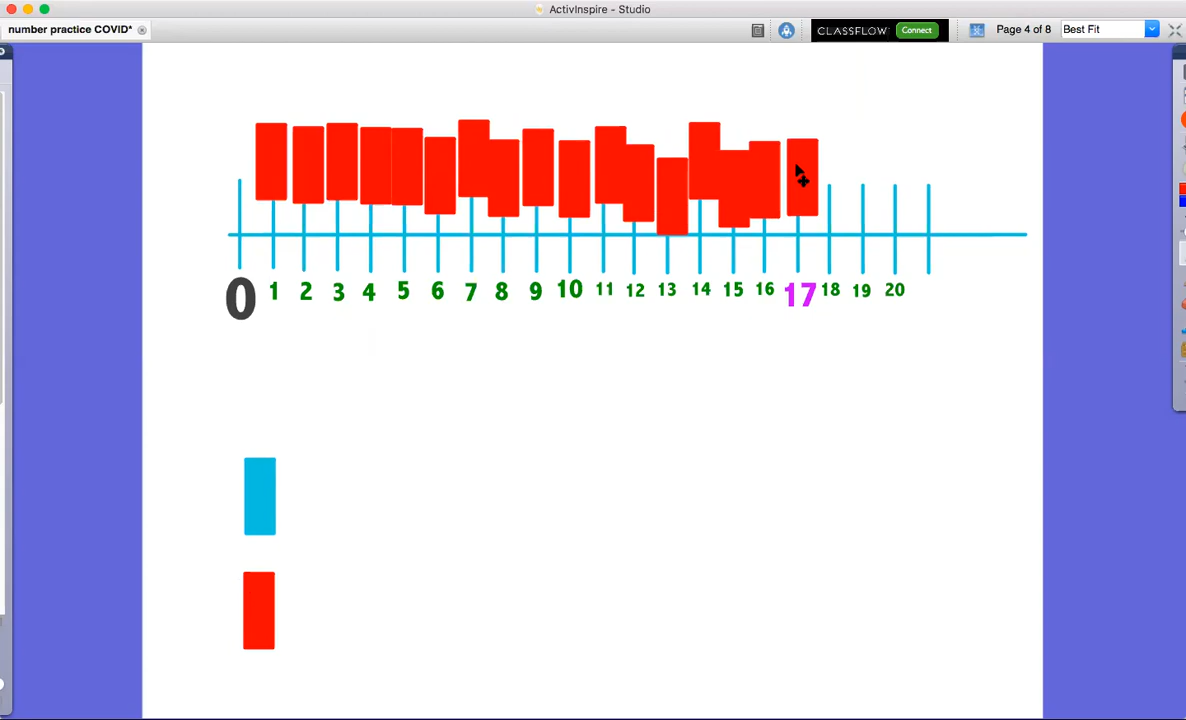 ActivInspire - Studio
number practice COVID*
CLASSFLOW Connect
Page 4 of 8
Best Fit
0 1 2 3 4 5 6 7 8 9 10 11 12 13 14 15 16 17 18 19 20